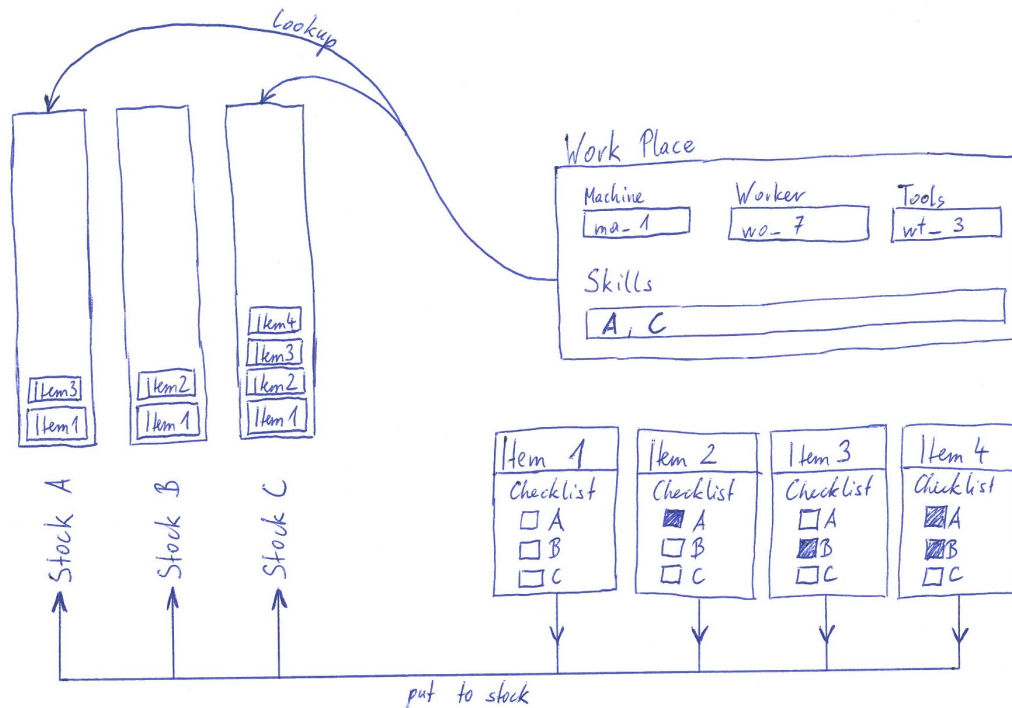 Lookup
Work Place
Machine
ma_1
Worker
wo_7
Tools
wt_3
Skills
A, C
Item3
Item1
Item2
Item1
Item4
Item3
Item2
Item1
Stock A
Stock B
Stock C
Item 1
Checklist
A
B
C
Item 2
Checklist
A
B
C
Item 3
Checklist
A
B
C
Item 4
Checklist
A
B
C
put to stock